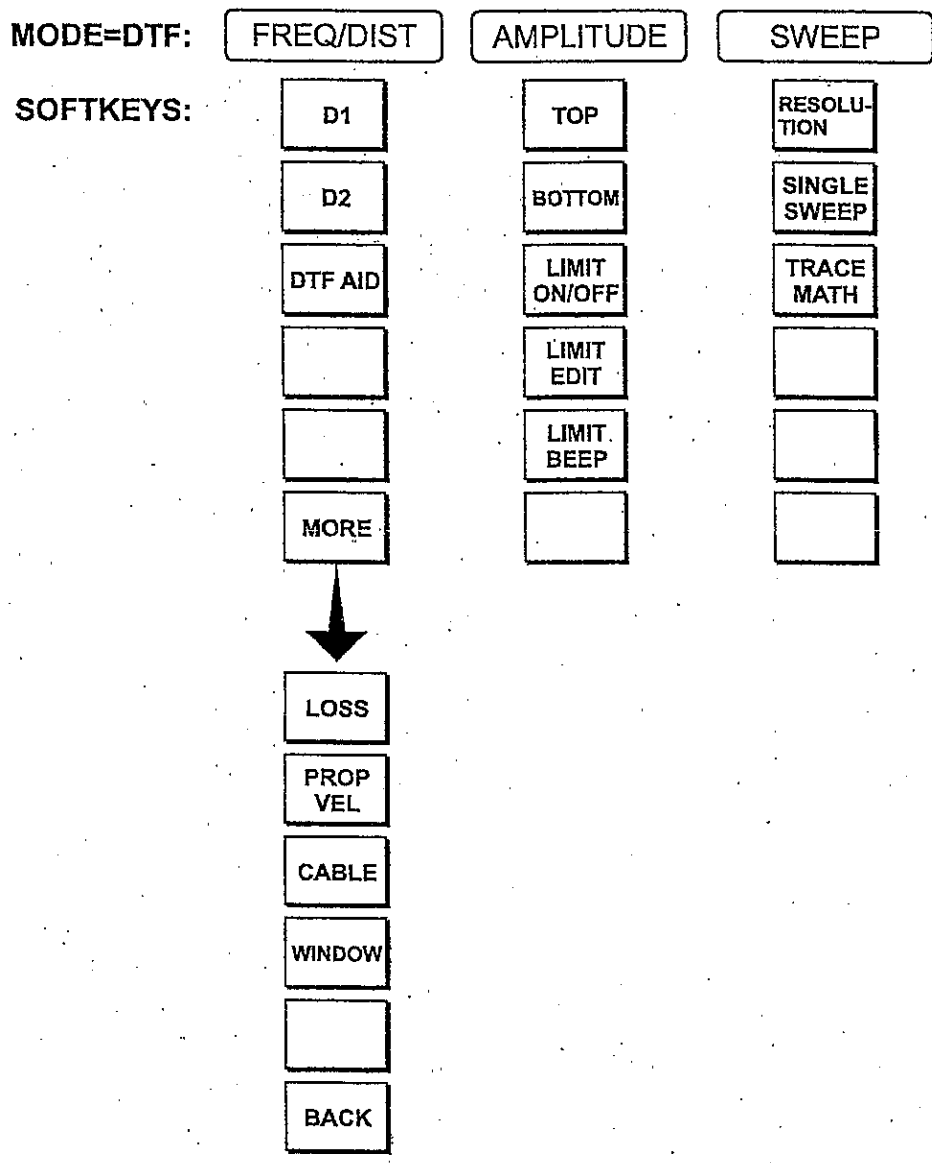 MODE=DTF: FREQ/DIST AMPLITUDE SWEEP
SOFTKEYS:
D1
D2
DTF AID
MORE
LOSS
PROP
VEL
CABLE
WINDOW
BACK
TOP
BOTTOM
LIMIT
ON/OFF
LIMIT
EDIT
LIMIT
BEEP
RESOLU-
TION
SINGLE
SWEEP
TRACE
MATH